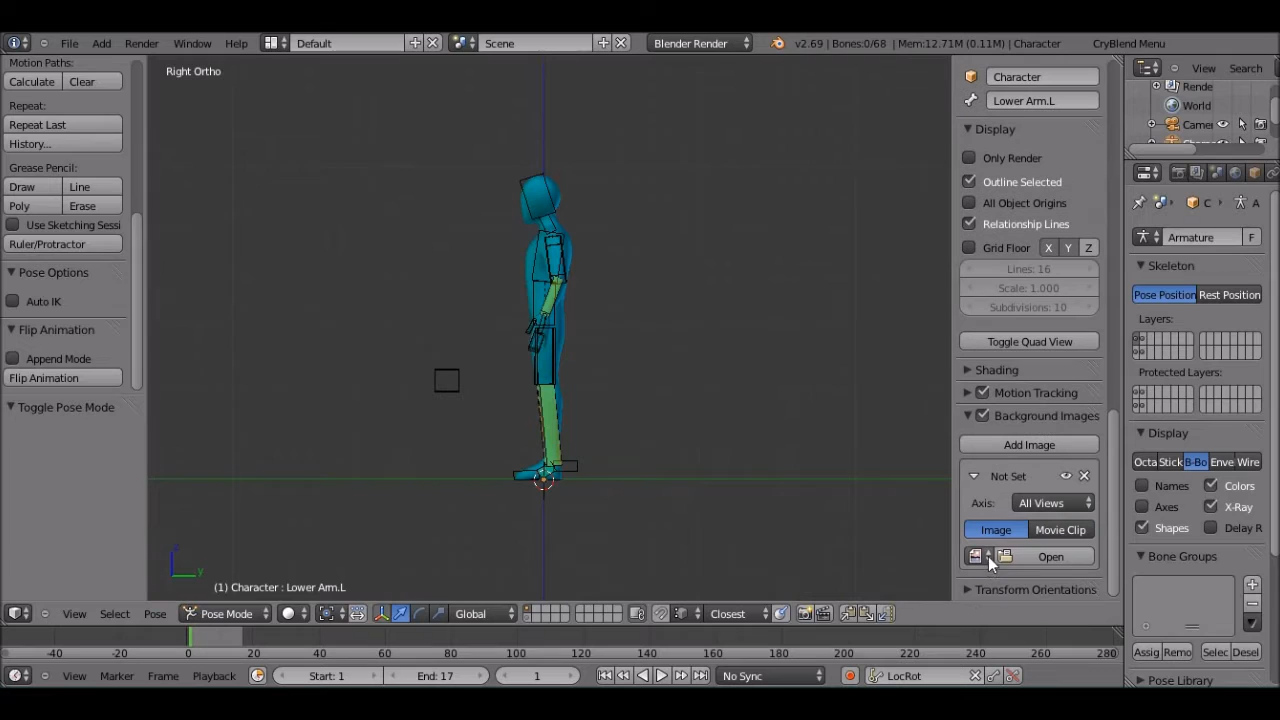 File Add Render Window Help Default Scene Blender Render v2.69 | Bones:0/68 | Mem:12.71M (0.11M) | Character CryBlend Menu
Motion Paths:
Calculate Clear
Repeat:
Repeat Last
History...
Grease Pencil:
Draw Line
Poly Erase
Use Sketching Sessi
Ruler/Protractor
Pose Options
Auto IK
Flip Animation
Append Mode
Flip Animation
Toggle Pose Mode
Right Ortho
z
y
(1) Character : Lower Arm.L
Character
Lower Arm.L
Display
Only Render
Outline Selected
All Object Origins
Relationship Lines
Grid Floor X Y Z
Lines: 16
Scale: 1.000
Subdivisions: 10
Toggle Quad View
Shading
Motion Tracking
Background Images
Add Image
Not Set
Axis: All Views
Image Movie Clip
Open
Transform Orientations
View Search
Rende
World
Came
C A
Armature F
Skeleton
Pose Position Rest Position
Layers:
Protected Layers:
Display
Octa Stick B-Bo Enve Wire
Names Colors
Axes X-Ray
Shapes Delay R
Bone Groups
Assig Remo Selec Desel
Pose Library
View Select Pose Pose Mode Global Closest
-40 -20 0 20 40 60 80 100 120 140 160 180 200 220 240 260 280
View Marker Frame Playback Start: 1 End: 17 1 No Sync LocRot